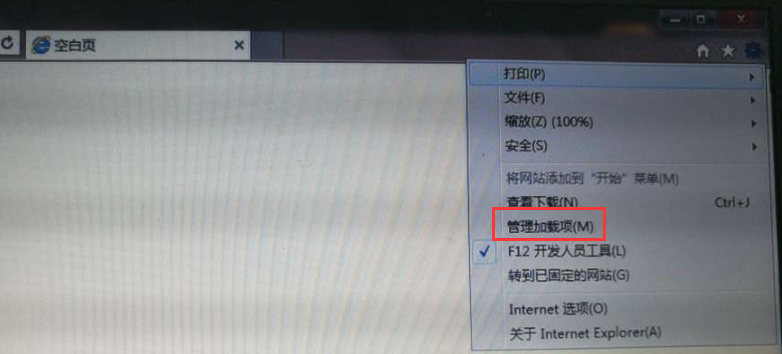 空白页
打印(P)
文件(F)
缩放(Z) (100%)
安全(S)
将网站添加到“开始”菜单(M)
查看下载(N) Ctrl+J
管理加载项(M)
F12 开发人员工具(L)
转到已固定的网站(G)
Internet 选项(O)
关于 Internet Explorer(A)